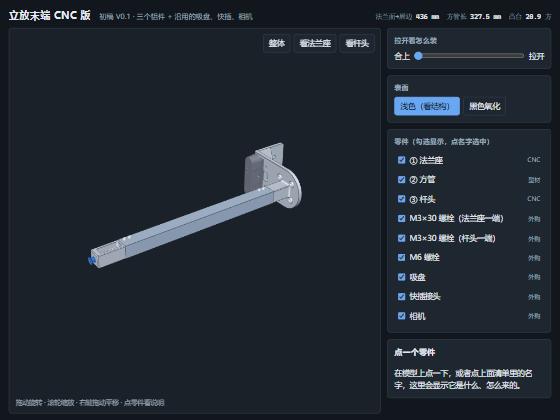 立放末端 CNC 版
初稿 V0.1 · 三个铝件 + 沿用的吸盘、快插、相机
法兰面→唇边 436 mm 方管长 327.5 mm 凸台 20.9 方
整体 看法兰座 看杆头
拖动旋转 · 滚轮缩放 · 右键拖动平移 · 点零件看说明
拉开看怎么装
合上 拉开
表面
浅色（看结构） 黑色氧化
零件（勾选显示，点名字选中）
① 法兰座 CNC
② 方管 型材
③ 杆头 CNC
M3×30 螺栓（法兰座一端） 外购
M3×30 螺栓（杆头一端） 外购
M6 螺栓 外购
吸盘 外购
快插接头 外购
相机 外购
点一个零件
在模型上点一下，或者点上面清单里的名
字，这里会显示它是什么、怎么来的。